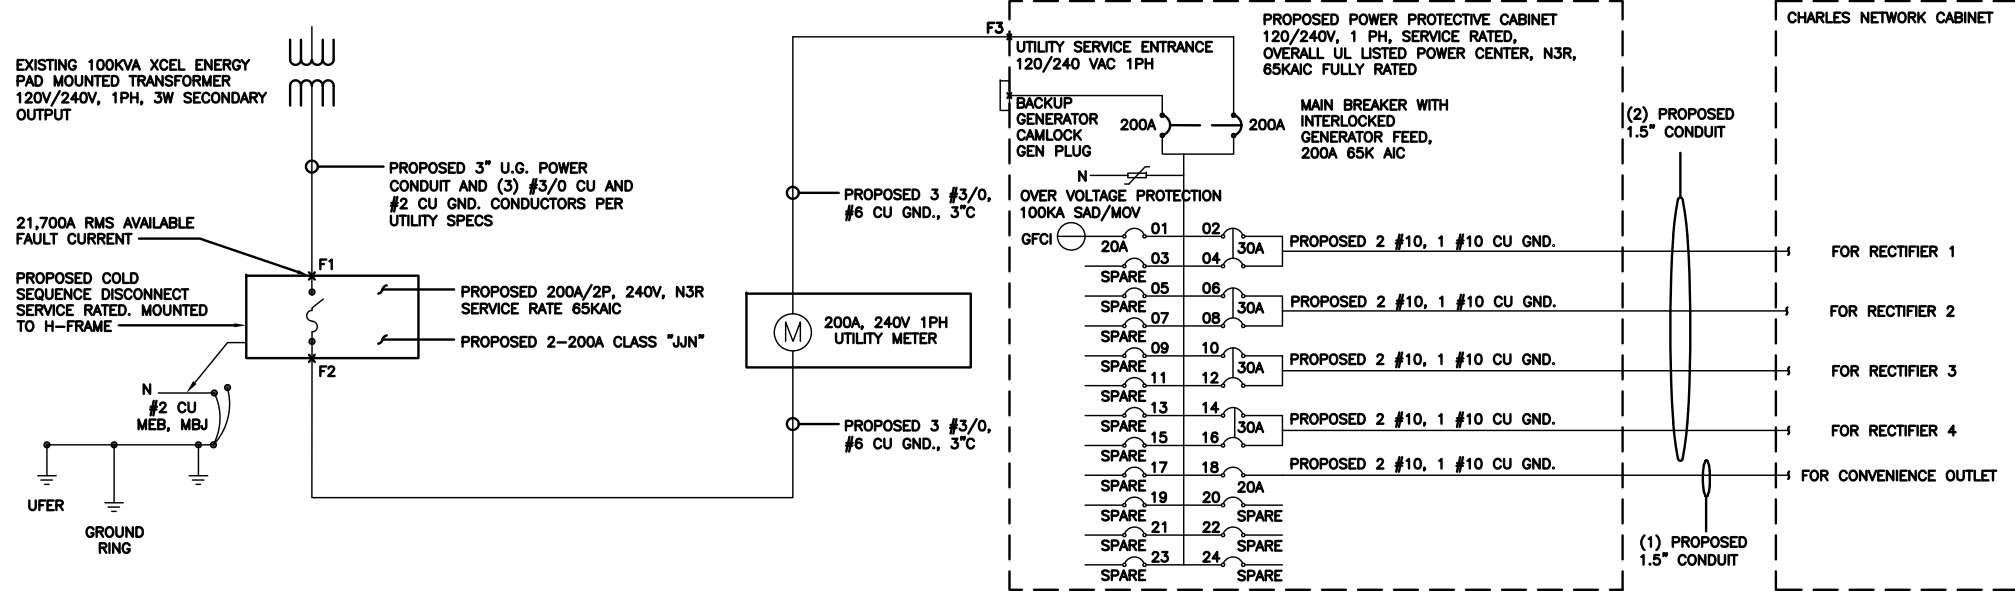 EXISTING 100KVA XCEL ENERGY
PAD MOUNTED TRANSFORMER
120V/240V, 1PH, 3W SECONDARY
OUTPUT
PROPOSED 3" U.G. POWER
CONDUIT AND (3) #3/0 CU AND
#2 CU GND. CONDUCTORS PER
UTILITY SPECS
21,700A RMS AVAILABLE
FAULT CURRENT
F1
PROPOSED COLD
SEQUENCE DISCONNECT
SERVICE RATED. MOUNTED
TO H-FRAME
PROPOSED 200A/2P, 240V, N3R
SERVICE RATE 65KAIC
PROPOSED 2-200A CLASS "JJN"
F2
N
#2 CU
MEB, MBJ
UFER
GROUND
RING
PROPOSED 3 #3/0,
#6 CU GND., 3"C
M
200A, 240V 1PH
UTILITY METER
PROPOSED 3 #3/0,
#6 CU GND., 3"C
F3
UTILITY SERVICE ENTRANCE
120/240 VAC 1PH
PROPOSED POWER PROTECTIVE CABINET
120/240V, 1 PH, SERVICE RATED,
OVERALL UL LISTED POWER CENTER, N3R,
65KAIC FULLY RATED
BACKUP
GENERATOR
CAMLOCK
GEN PLUG
200A
200A
MAIN BREAKER WITH
INTERLOCKED
GENERATOR FEED,
200A 65K AIC
N
OVER VOLTAGE PROTECTION
100KA SAD/MOV
GFCI
20A
01 02
30A
PROPOSED 2 #10, 1 #10 CU GND.
03 04
SPARE
05 06
SPARE
30A
PROPOSED 2 #10, 1 #10 CU GND.
07 08
SPARE
09 10
SPARE
30A
PROPOSED 2 #10, 1 #10 CU GND.
11 12
SPARE
13 14
SPARE
30A
PROPOSED 2 #10, 1 #10 CU GND.
15 16
SPARE
17 18
SPARE
20A
PROPOSED 2 #10, 1 #10 CU GND.
19 20
SPARE SPARE
21 22
SPARE SPARE
23 24
SPARE SPARE
(2) PROPOSED
1.5" CONDUIT
(1) PROPOSED
1.5" CONDUIT
CHARLES NETWORK CABINET
FOR RECTIFIER 1
FOR RECTIFIER 2
FOR RECTIFIER 3
FOR RECTIFIER 4
FOR CONVENIENCE OUTLET